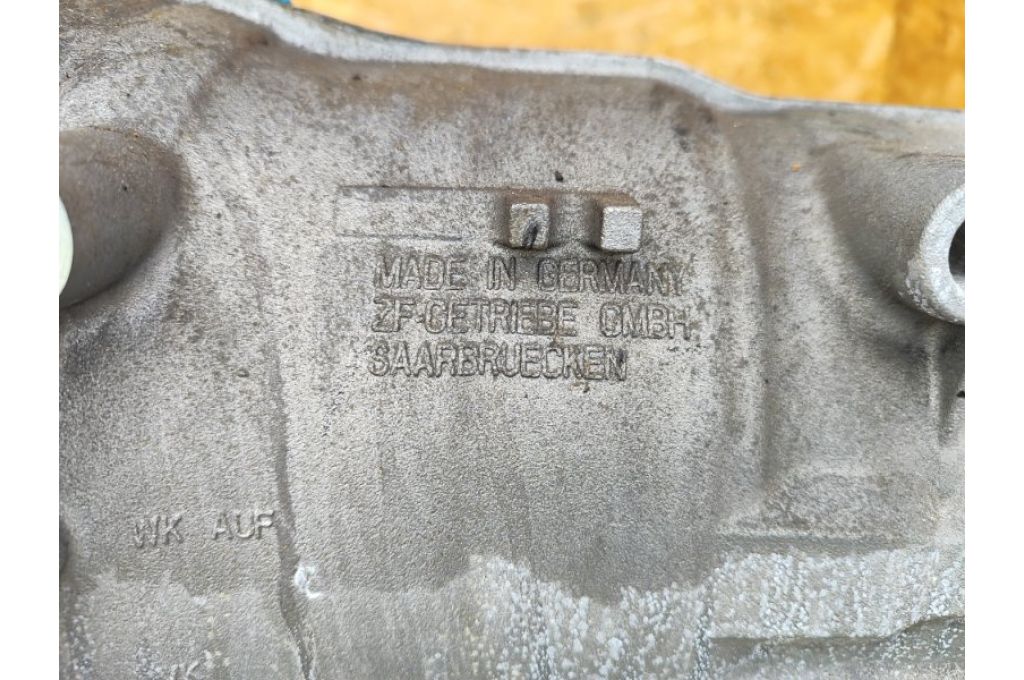 MADE IN GERMANY
ZF-GETRIEBE GMBH
SAARBRUECKEN
WK AUF